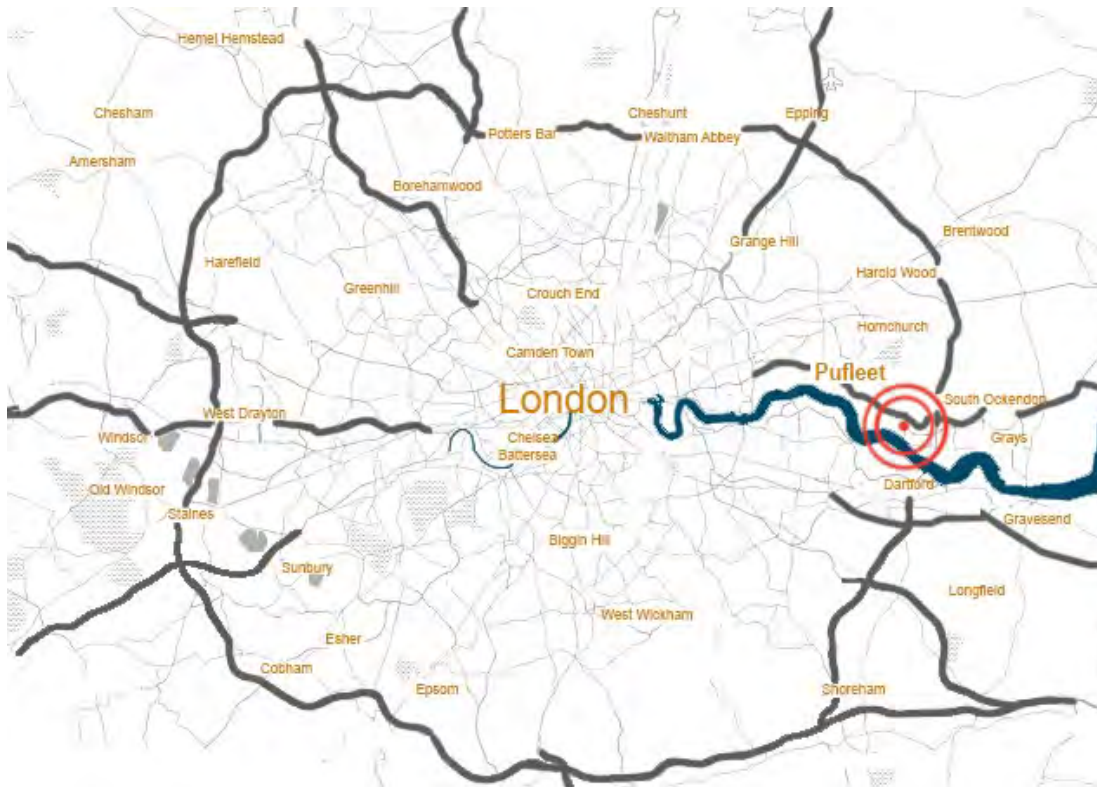 Hemel Hemstead
Chesham
Cheshunt
Epping
Potters Bar
Waltham Abbey
Amersham
Borehamwood
Brentwood
Grange Hill
Harefield
Harold Wood
Greenhill
Crouch End
Hornchurch
Camden Town
Pufleet
London
South Ockendon
West Drayton
Windsor
Chelsea
Grays
Battersea
Old Windsor
Dartford
Staines
Gravesend
Biggin Hill
Sunbury
Longfield
West Wickham
Esher
Cobham
Epsom
Shoreham